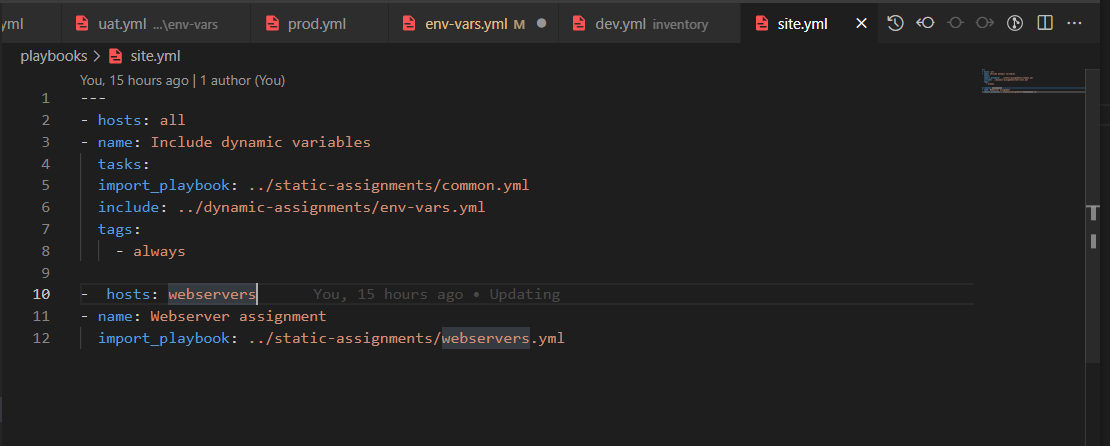 yml uat.yml ...\env-vars prod.yml env-vars.yml M dev.yml inventory site.yml
playbooks > site.yml
You, 15 hours ago | 1 author (You)
1 ---
2 - hosts: all
3 - name: Include dynamic variables
4   tasks:
5   import_playbook: ../static-assignments/common.yml
6   include: ../dynamic-assignments/env-vars.yml
7   tags:
8     - always
9
10 -  hosts: webservers You, 15 hours ago • Updating
11 - name: Webserver assignment
12   import_playbook: ../static-assignments/webservers.yml